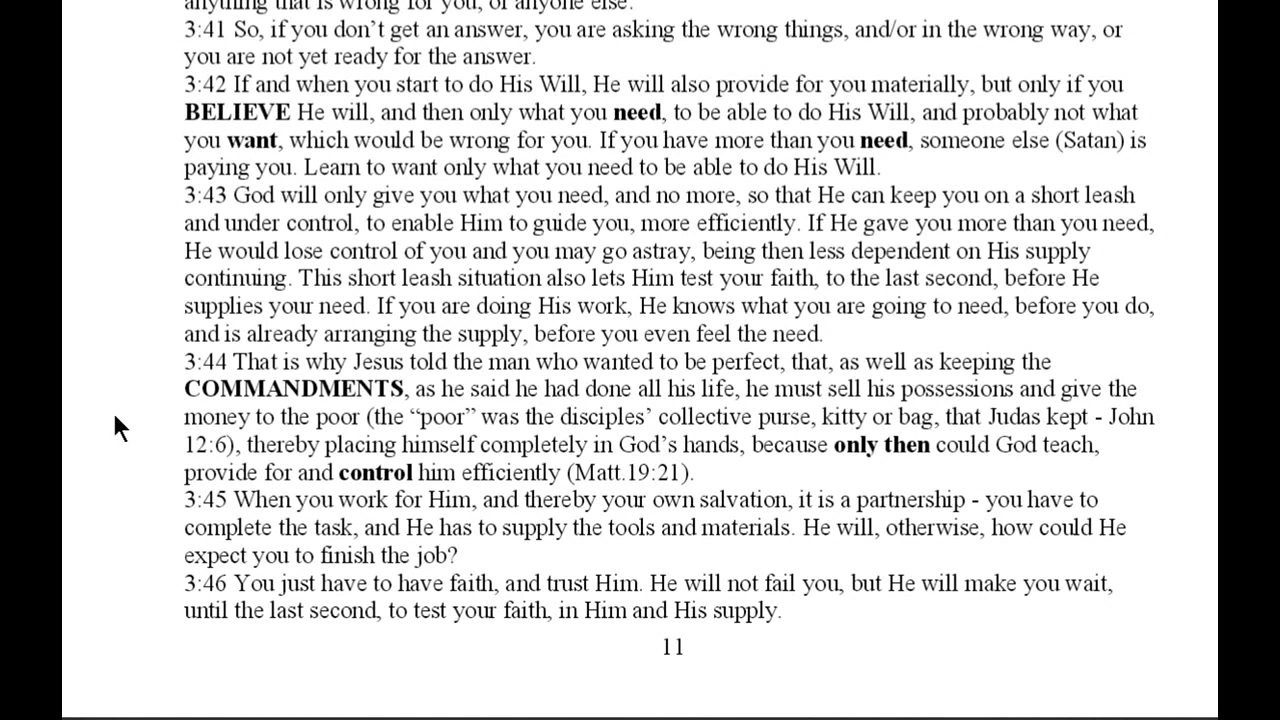 anything that is wrong for you, or anyone else.
3:41 So, if you don’t get an answer, you are asking the wrong things, and/or in the wrong way, or
you are not yet ready for the answer.
3:42 If and when you start to do His Will, He will also provide for you materially, but only if you
BELIEVE He will, and then only what you need, to be able to do His Will, and probably not what
you want, which would be wrong for you. If you have more than you need, someone else (Satan) is
paying you. Learn to want only what you need to be able to do His Will.
3:43 God will only give you what you need, and no more, so that He can keep you on a short leash
and under control, to enable Him to guide you, more efficiently. If He gave you more than you need,
He would lose control of you and you may go astray, being then less dependent on His supply
continuing. This short leash situation also lets Him test your faith, to the last second, before He
supplies your need. If you are doing His work, He knows what you are going to need, before you do,
and is already arranging the supply, before you even feel the need.
3:44 That is why Jesus told the man who wanted to be perfect, that, as well as keeping the
COMMANDMENTS, as he said he had done all his life, he must sell his possessions and give the
money to the poor (the “poor” was the disciples’ collective purse, kitty or bag, that Judas kept - John
12:6), thereby placing himself completely in God’s hands, because only then could God teach,
provide for and control him efficiently (Matt.19:21).
3:45 When you work for Him, and thereby your own salvation, it is a partnership - you have to
complete the task, and He has to supply the tools and materials. He will, otherwise, how could He
expect you to finish the job?
3:46 You just have to have faith, and trust Him. He will not fail you, but He will make you wait,
until the last second, to test your faith, in Him and His supply.
11